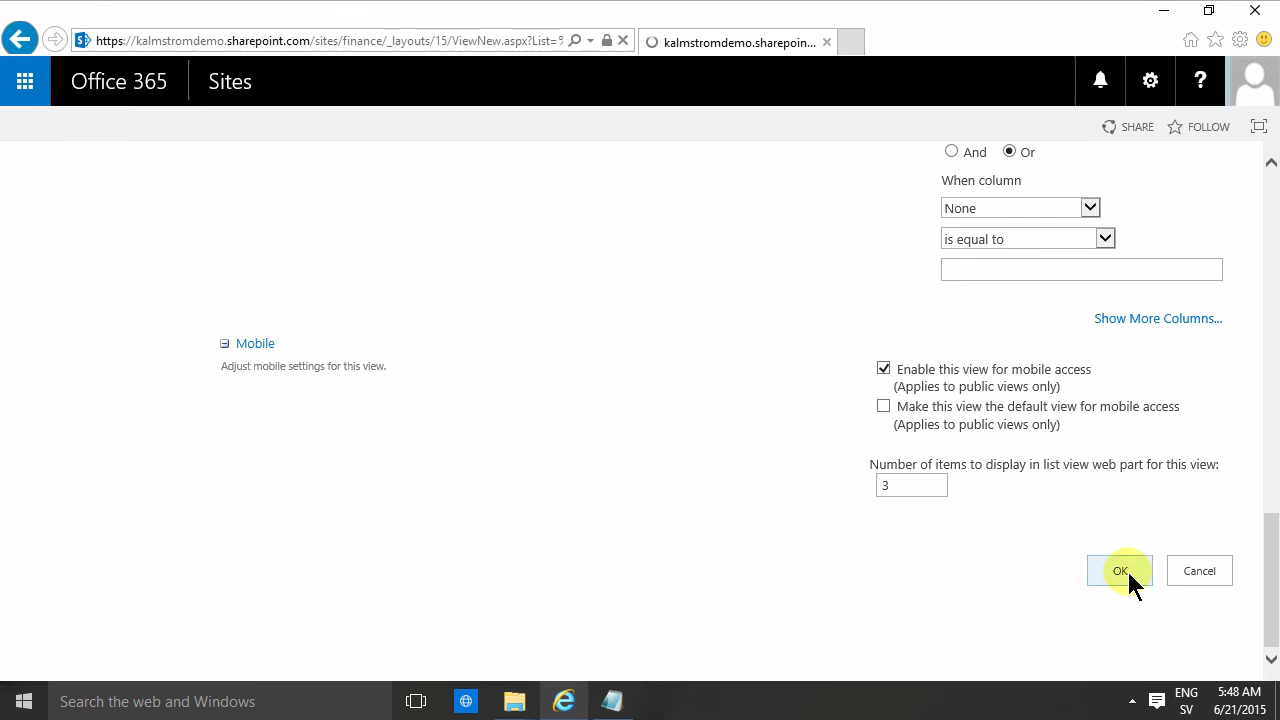 https://kalmstromdemo.sharepoint.com/sites/finance/_layouts/15/ViewNew.aspx?List=%
kalmstromdemo.sharepoin...
Office 365
Sites
?
SHARE
FOLLOW
And
Or
When column
None
is equal to
Show More Columns...
Mobile
Adjust mobile settings for this view.
Enable this view for mobile access
(Applies to public views only)
Make this view the default view for mobile access
(Applies to public views only)
Number of items to display in list view web part for this view:
3
OK
Cancel
Search the web and Windows
ENG
SV
5:48 AM
6/21/2015